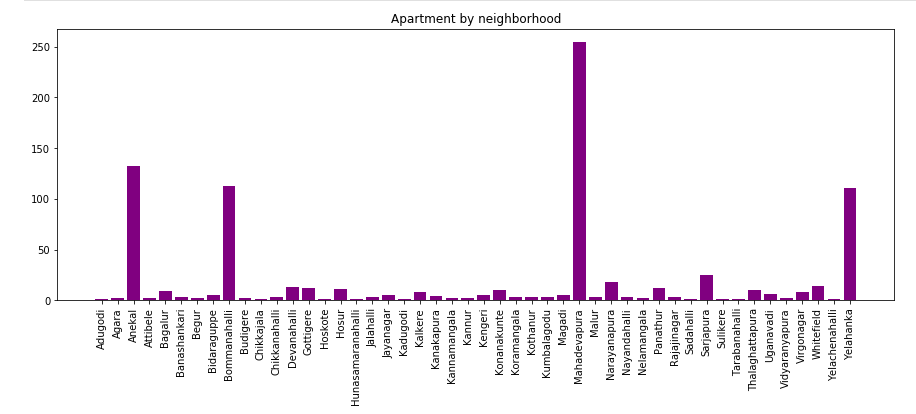 Apartment by neighborhood
250
200
150
100
50
0
Adugodi
Agara
Anekal
Attibele
Bagalur
Banashankari
Begur
Bidaraguppe
Bommanahalli
Budigere
Chikkajala
Chikkanahalli
Devanahalli
Gottigere
Hoskote
Hosur
Hunasamaranahalli
Jalahalli
Jayanagar
Kadugodi
Kalkere
Kanakapura
Kannamangala
Kannur
Kengeri
Konanakunte
Koramangala
Kothanur
Kumbalagodu
Magadi
Mahadevapura
Malur
Narayanapura
Nayandahalli
Nelamangala
Panathur
Rajajinagar
Sadahalli
Sarjapura
Sulikere
Tarabanahalli
Thalaghattapura
Uganavadi
Vidyaranyapura
Virgonagar
Whitefield
Yelachenahalli
Yelahanka